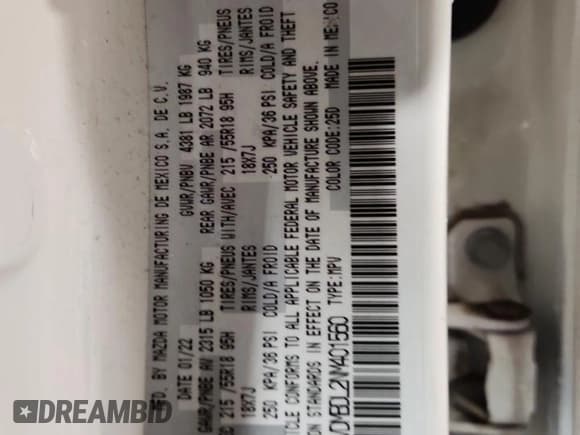 MFD. BY MAZDA MOTOR MANUFACTURING DE MEXICO S.A. DE C.V.
DATE 01/22 GVWR/PNBV 4381 LB 1987 KG
GAWR/PNBE AV 2315 LB 1050 KG REAR GAWR/PNBE AR 2072 LB 940 KG
215/55R18 95H TIRES/PNEUS WITH/AVEC 215/55R18 95H TIRES/PNEUS
18X7J RIMS/JANTES 18X7J RIMS/JANTES
250 KPA/36 PSI COLD/A FROID 250 KPA/36 PSI COLD/A FROID
CONFORMS TO ALL APPLICABLE FEDERAL MOTOR VEHICLE SAFETY AND THEFT
STANDARDS IN EFFECT ON THE DATE OF MANUFACTURE SHOWN ABOVE.
TYPE:MPV COLOR CODE:25D MADE IN MEXICO
DEALERBAID.COM